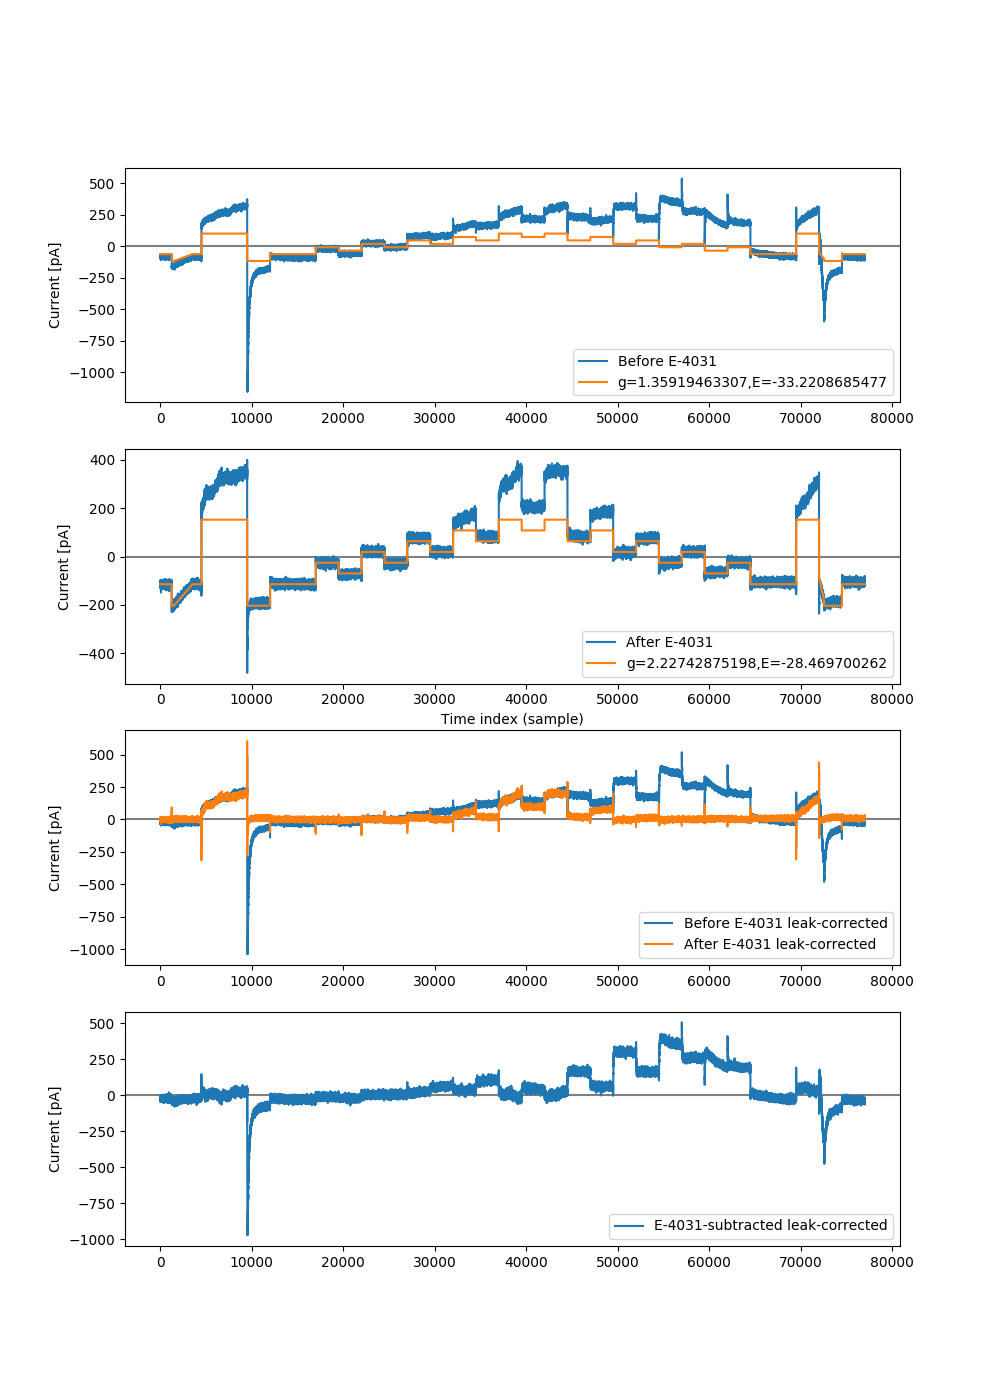 500
250
0
−250
−500
−750
−1000
Current [pA]
Before E-4031
g=1.35919463307,E=-33.2208685477
0 10000 20000 30000 40000 50000 60000 70000 80000
400
200
0
−200
−400
Current [pA]
After E-4031
g=2.22742875198,E=-28.469700262
0 10000 20000 30000 40000 50000 60000 70000 80000
Time index (sample)
500
250
0
−250
−500
−750
−1000
Current [pA]
Before E-4031 leak-corrected
After E-4031 leak-corrected
0 10000 20000 30000 40000 50000 60000 70000 80000
500
250
0
−250
−500
−750
−1000
Current [pA]
E-4031-subtracted leak-corrected
0 10000 20000 30000 40000 50000 60000 70000 80000